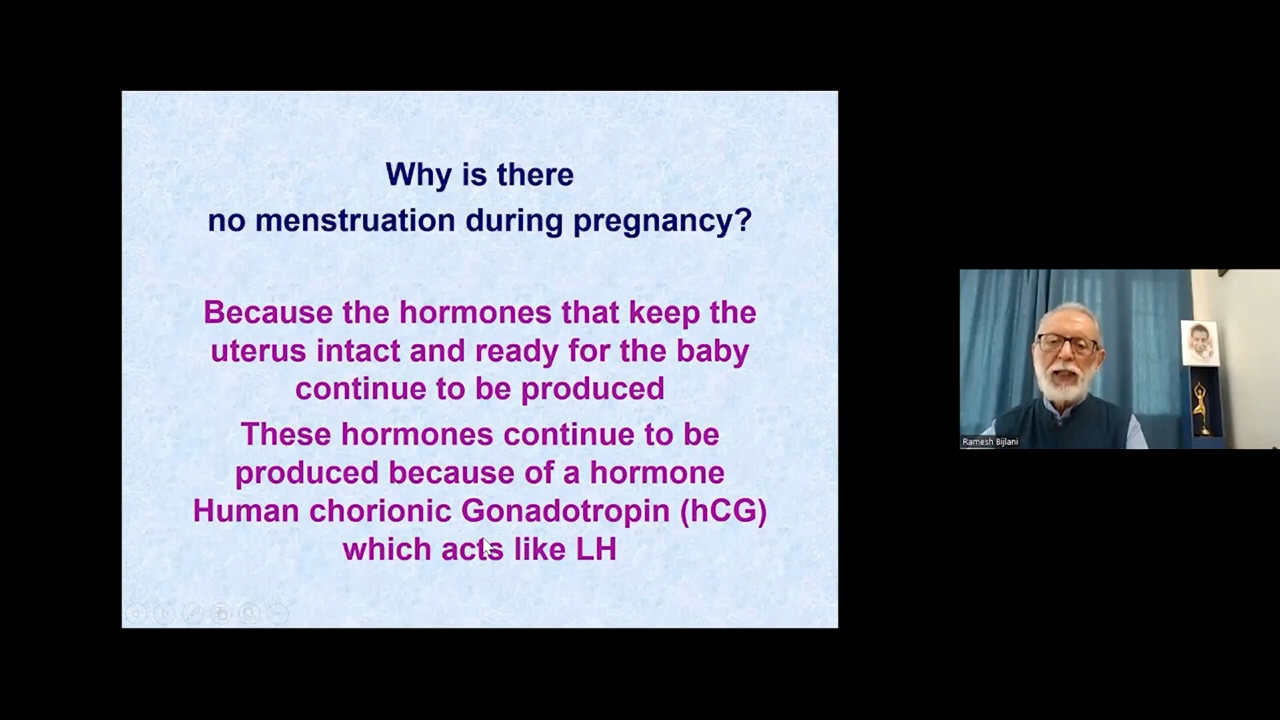 Why is there
no menstruation during pregnancy?
Because the hormones that keep the
uterus intact and ready for the baby
continue to be produced
These hormones continue to be
produced because of a hormone
Human chorionic Gonadotropin (hCG)
which acts like LH
Ramesh Bijlani